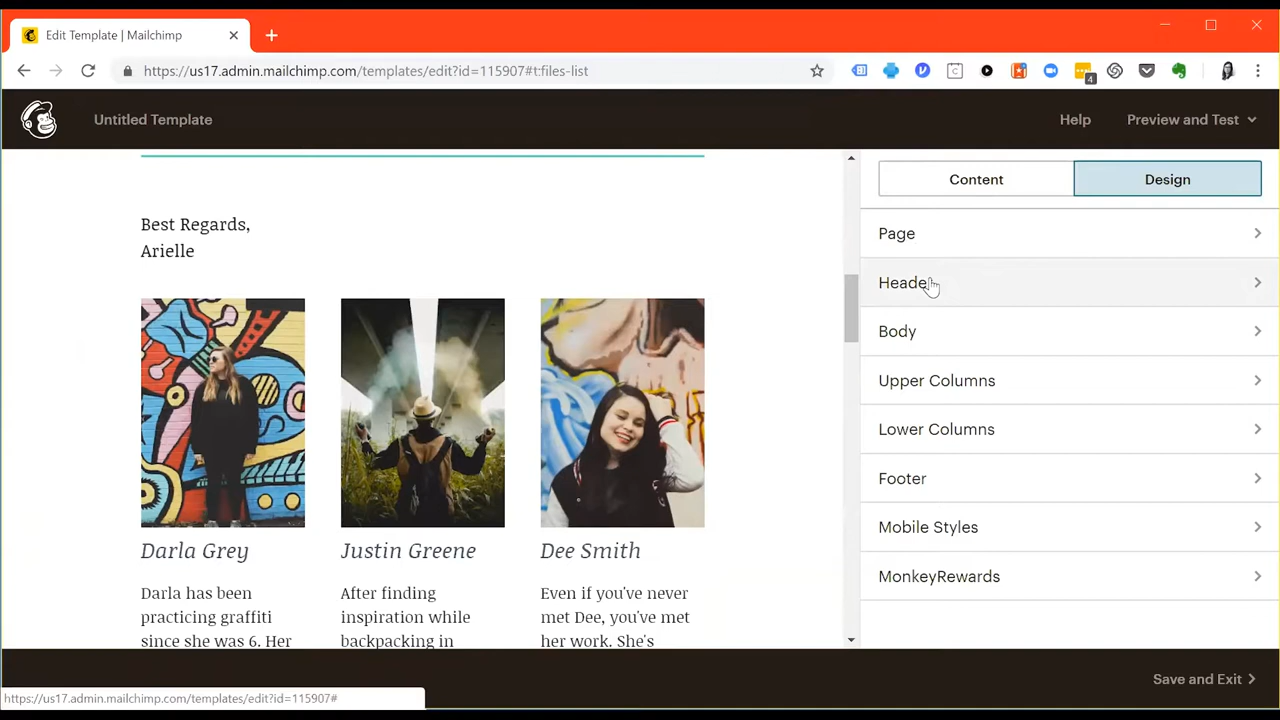 Edit Template | Mailchimp
https://us17.admin.mailchimp.com/templates/edit?id=115907#t:files-list
4
Untitled Template
Help
Preview and Test
Content
Design
Page
Heade
Body
Upper Columns
Lower Columns
Footer
Mobile Styles
MonkeyRewards
Best Regards,
Arielle
Darla Grey
Darla has been
practicing graffiti
since she was 6. Her
Justin Greene
After finding
inspiration while
backpacking in
Dee Smith
Even if you've never
met Dee, you've met
her work. She's
Save and Exit
https://us17.admin.mailchimp.com/templates/edit?id=115907#